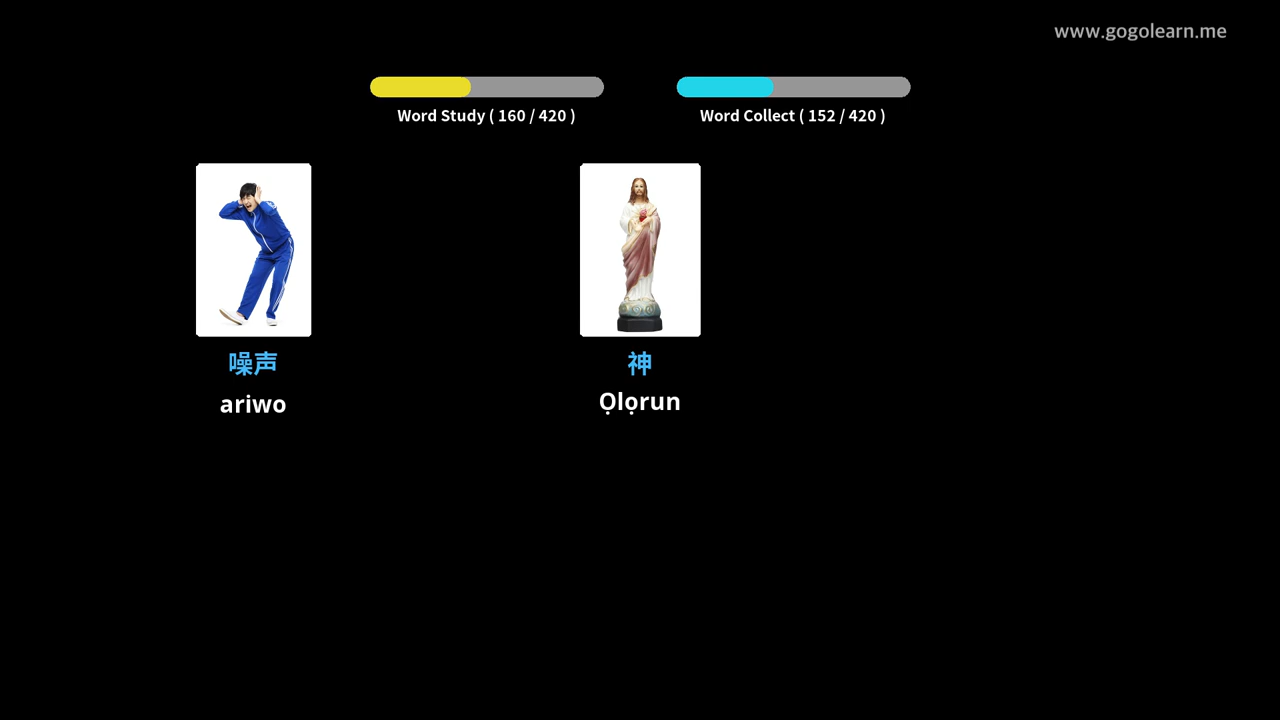 www.gogolearn.me
Word Study ( 160 / 420 )
Word Collect ( 152 / 420 )
噪声
ariwo
神
Ọlọrun